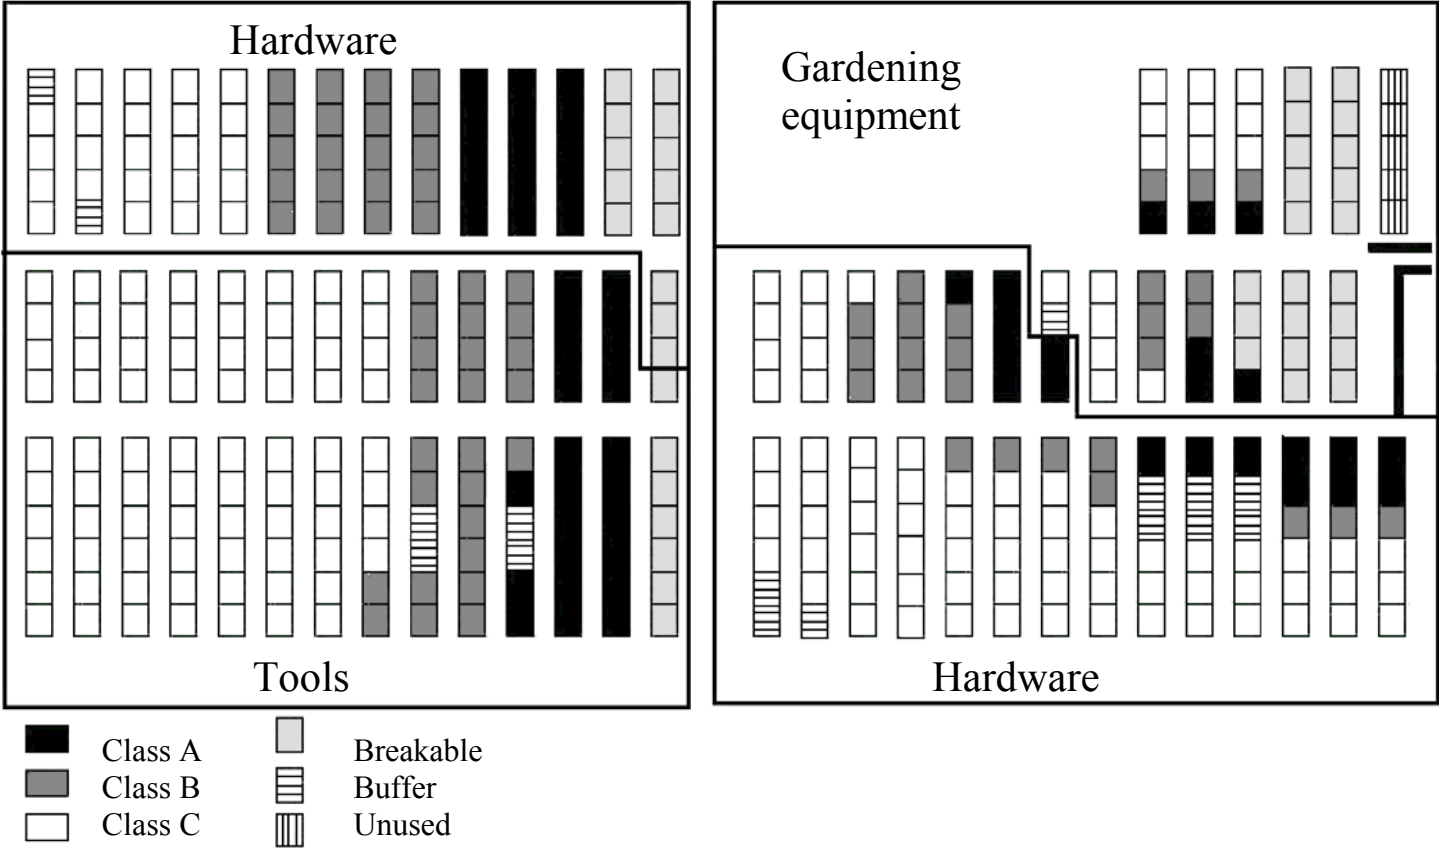 Hardware
Gardening
equipment
Tools
Hardware
Class A
Class B
Class C
Breakable
Buffer
Unused